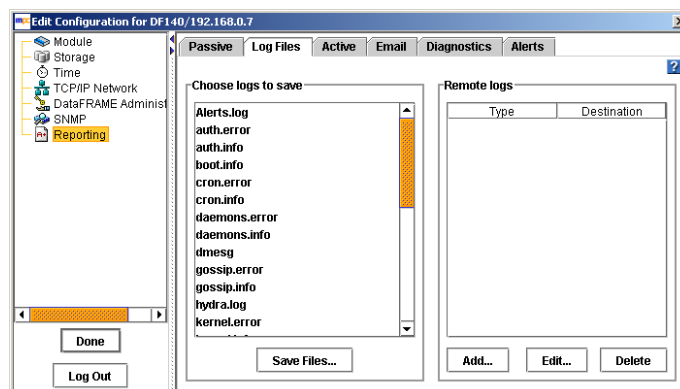 Edit Configuration for DF140/192.168.0.7
Module
Storage
Time
TCP/IP Network
DataFRAME Administ
SNMP
Reporting
Done
Log Out
Passive Log Files Active Email Diagnostics Alerts
?
Choose logs to save
Alerts.log
auth.error
auth.info
boot.info
cron.error
cron.info
daemons.error
daemons.info
dmesg
gossip.error
gossip.info
hydra.log
kernel.error
Save Files...
Remote logs
Type Destination
Add... Edit... Delete